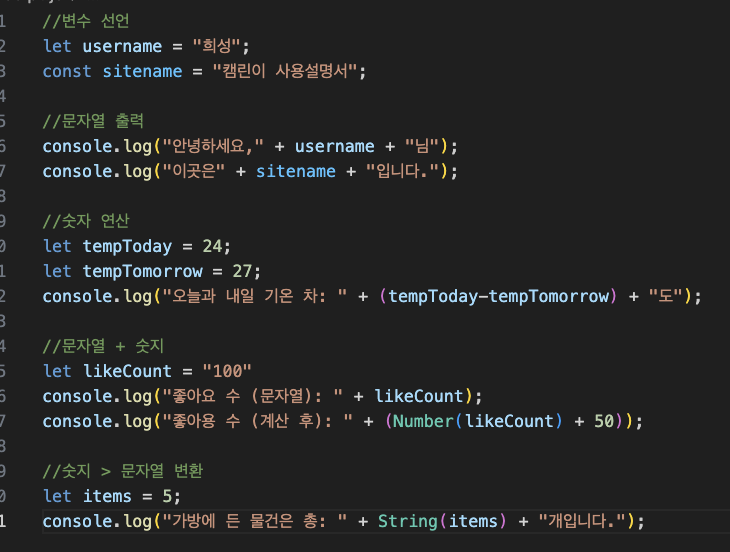 1 //변수 선언
2 let username = "희성";
3 const sitename = "캠린이 사용설명서";
4
5 //문자열 출력
6 console.log("안녕하세요," + username + "님");
7 console.log("이곳은" + sitename + "입니다.");
8
9 //숫자 연산
0 let tempToday = 24;
1 let tempTomorrow = 27;
2 console.log("오늘과 내일 기온 차: " + (tempToday-tempTomorrow) + "도");
3
4 //문자열 + 숫지
5 let likeCount = "100"
6 console.log("좋아요 수 (문자열): " + likeCount);
7 console.log("좋아용 수 (계산 후): " + (Number(likeCount) + 50));
8
9 //숫지 > 문자열 변환
0 let items = 5;
1 console.log("가방에 든 물건은 총: " + String(items) + "개입니다.");